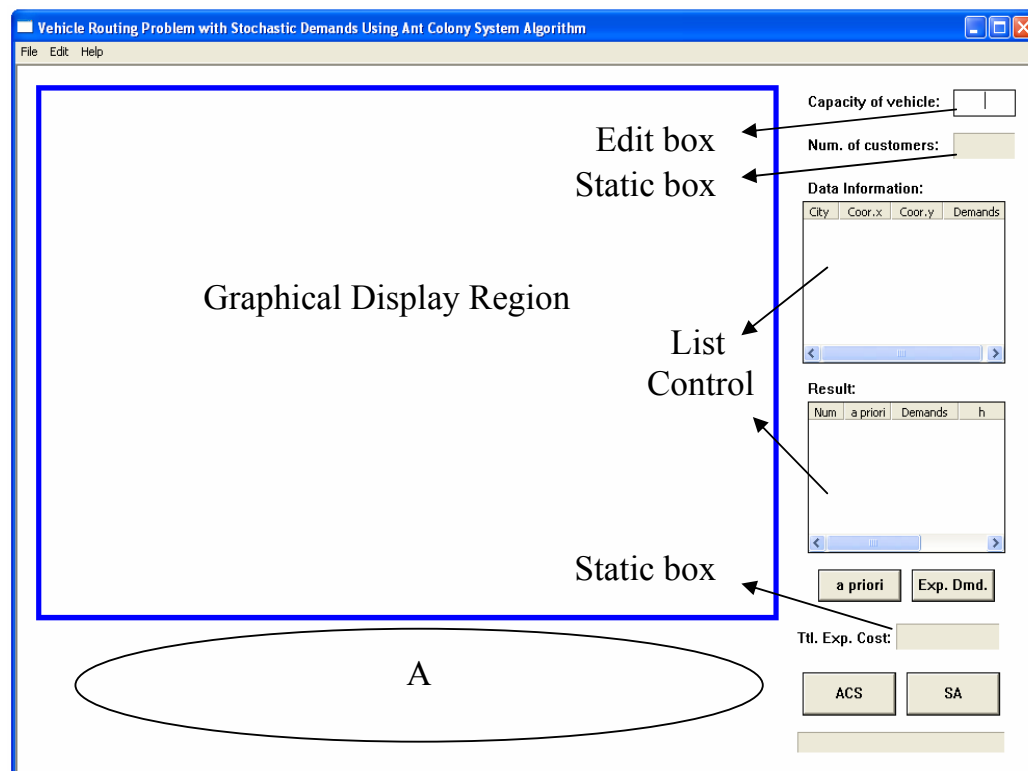 Vehicle Routing Problem with Stochastic Demands Using Ant Colony System Algorithm
File Edit Help
Capacity of vehicle:
Edit box
Num. of customers:
Static box
Data Information:
City Coor.x Coor.y Demands
Graphical Display Region
List
Control
Result:
Num a priori Demands h
Static box
a priori Exp. Dmd.
Ttl. Exp. Cost:
A
ACS SA